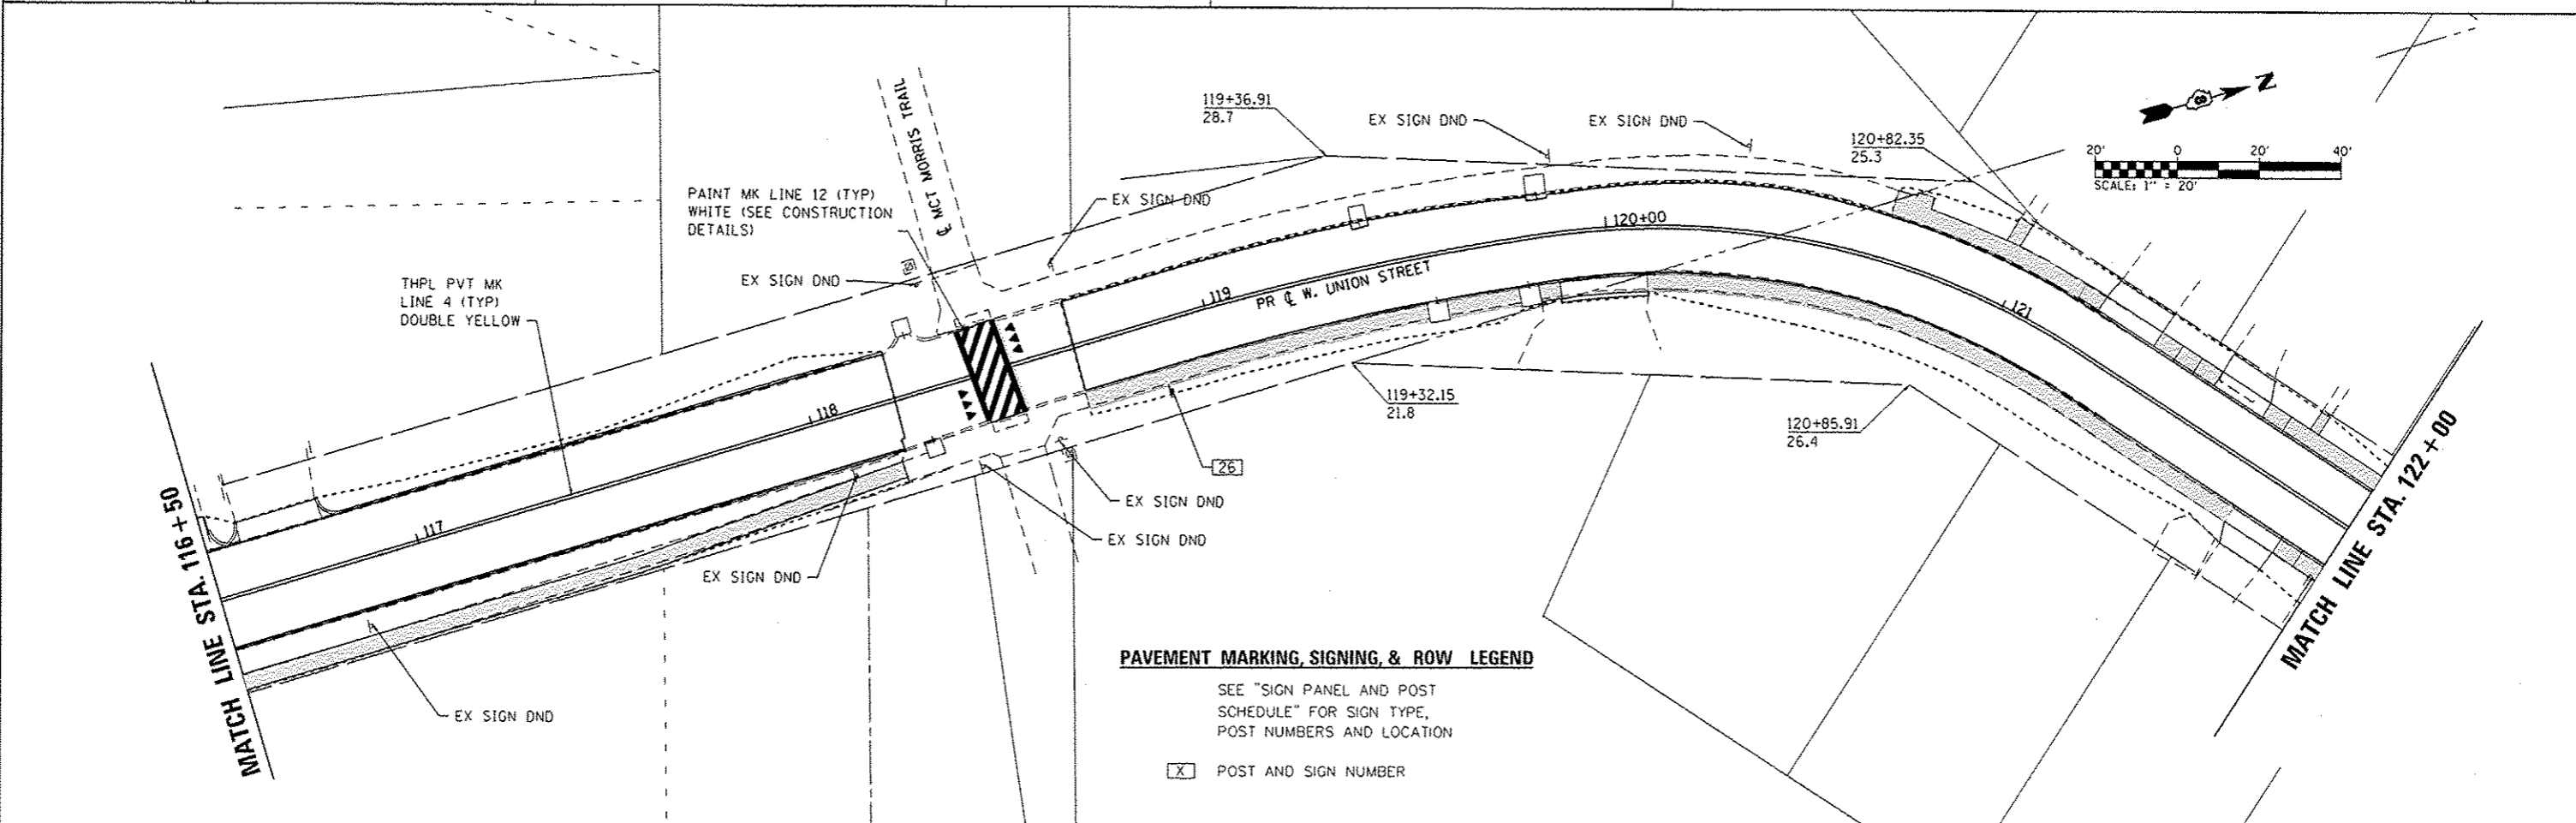 119+36.91
28.7
EX SIGN DND
EX SIGN DND
120+82.35
25.3
N
20' 0 20' 40'
SCALE: 1" = 20'
℄ MCT MORRIS TRAIL
PAINT MK LINE 12 (TYP)
WHITE (SEE CONSTRUCTION
DETAILS)
EX SIGN DND
EX SIGN DND
THPL PVT MK
LINE 4 (TYP)
DOUBLE YELLOW
117
118
119
120+00
121
PR ℄ W. UNION STREET
119+32.15
21.8
120+85.91
26.4
26
EX SIGN DND
EX SIGN DND
EX SIGN DND
EX SIGN DND
MATCH LINE STA. 116+50
MATCH LINE STA. 122+00
PAVEMENT MARKING, SIGNING, & ROW LEGEND
SEE "SIGN PANEL AND POST
SCHEDULE" FOR SIGN TYPE,
POST NUMBERS AND LOCATION
X POST AND SIGN NUMBER